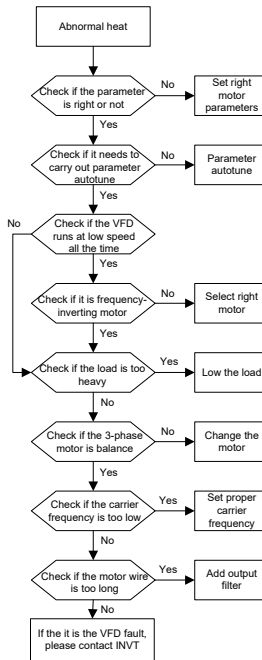 Abnormal heat
Check if the parameter
is right or not
No
Set right
motor
parameters
Yes
Check if it needs to
carry out parameter
autotune
No
Parameter
autotune
Yes
No
Check if the VFD
runs at low speed
all the time
Yes
Check if it is frequency-
inverting motor
No
Select right
motor
Yes
Check if the load is too
heavy
Yes
Low the load
No
Check if the 3-phase
motor is balance
No
Change the
motor
Yes
Check if the carrier
frequency is too low
Yes
Set proper
carrier
frequency
No
Check if the motor wire
is too long
Yes
Add output
filter
No
If the it is the VFD fault,
please contact INVT